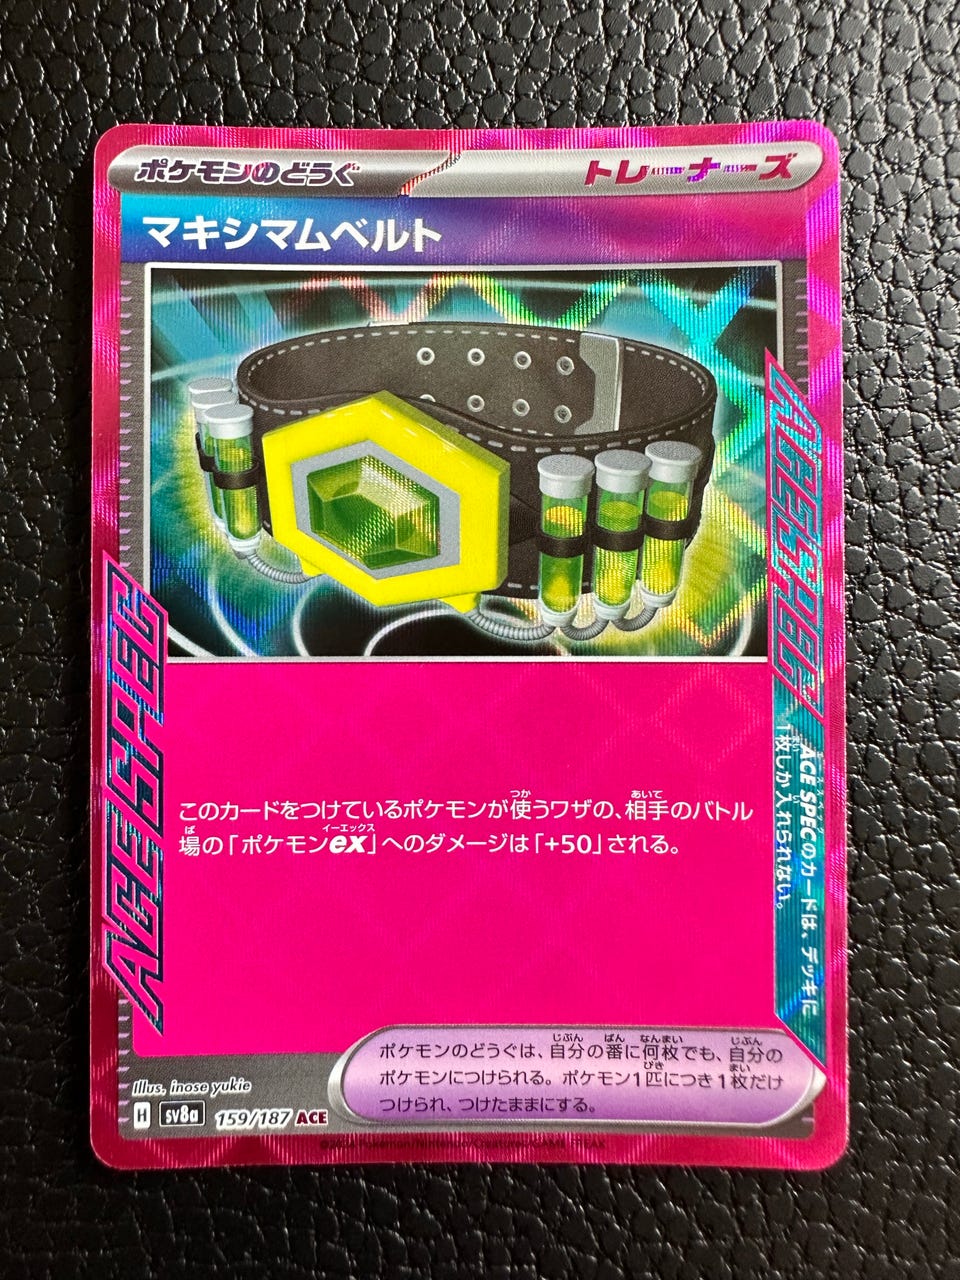 ポケモンのどうぐ
トレーナーズ
マキシマムベルト
ACE SPEC
ACE SPEC
このカードをつけているポケモンが使うワザの、相手のバトル
場の「ポケモンex」へのダメージは「+50」される。
ACE SPECのカードは、デッキに
1枚しか入れられない。
ポケモンのどうぐは、自分の番に何枚でも、自分の
ポケモンにつけられる。ポケモン1匹につき1枚だけ
つけられ、つけたままにする。
Illus. inose yukie
H sv8a 159/187 ACE
©2024 Pokémon/Nintendo/Creatures/GAME FREAK